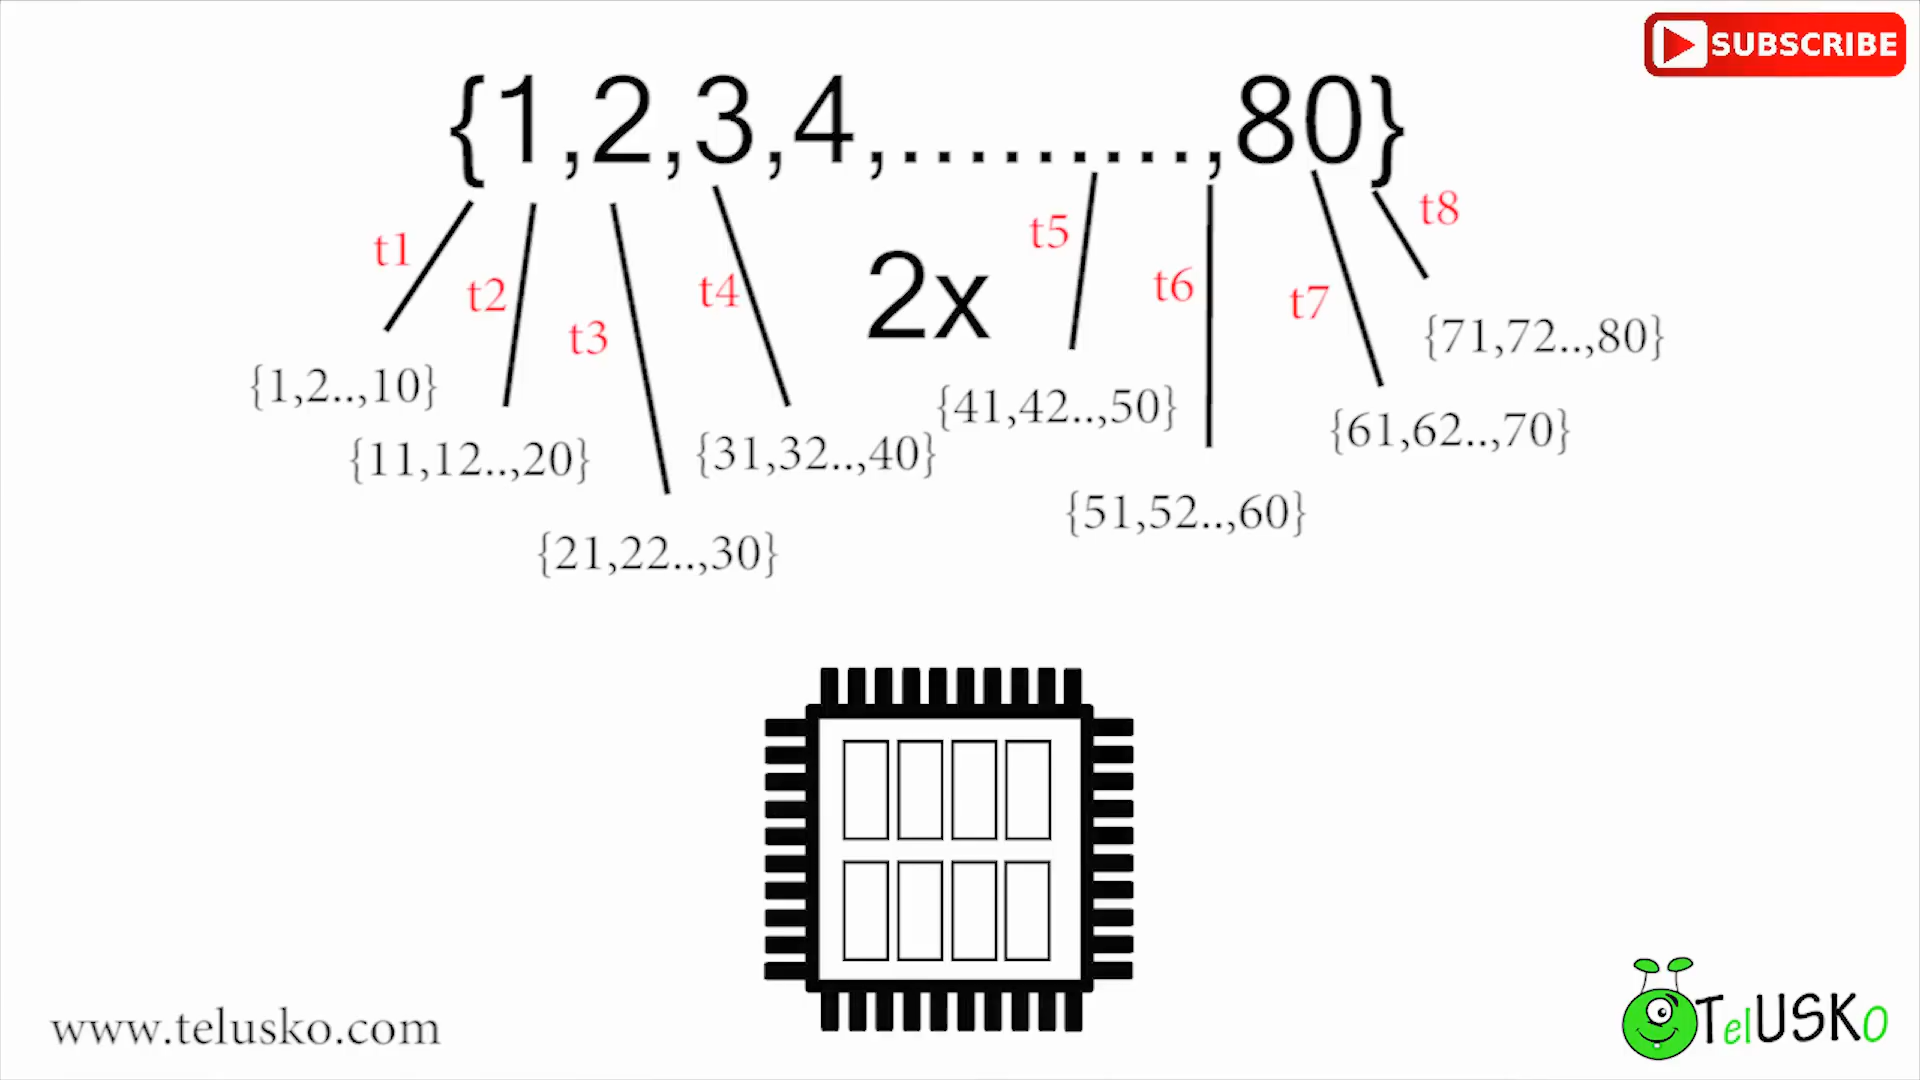 SUBSCRIBE
{1,2,3,4,.........,80}
t1
t2
t3
t4
2x
t5
t6
t7
t8
{1,2..,10}
{11,12..,20}
{21,22..,30}
{31,32..,40}
{41,42..,50}
{51,52..,60}
{61,62..,70}
{71,72..,80}
www.telusko.com
TelUSKo